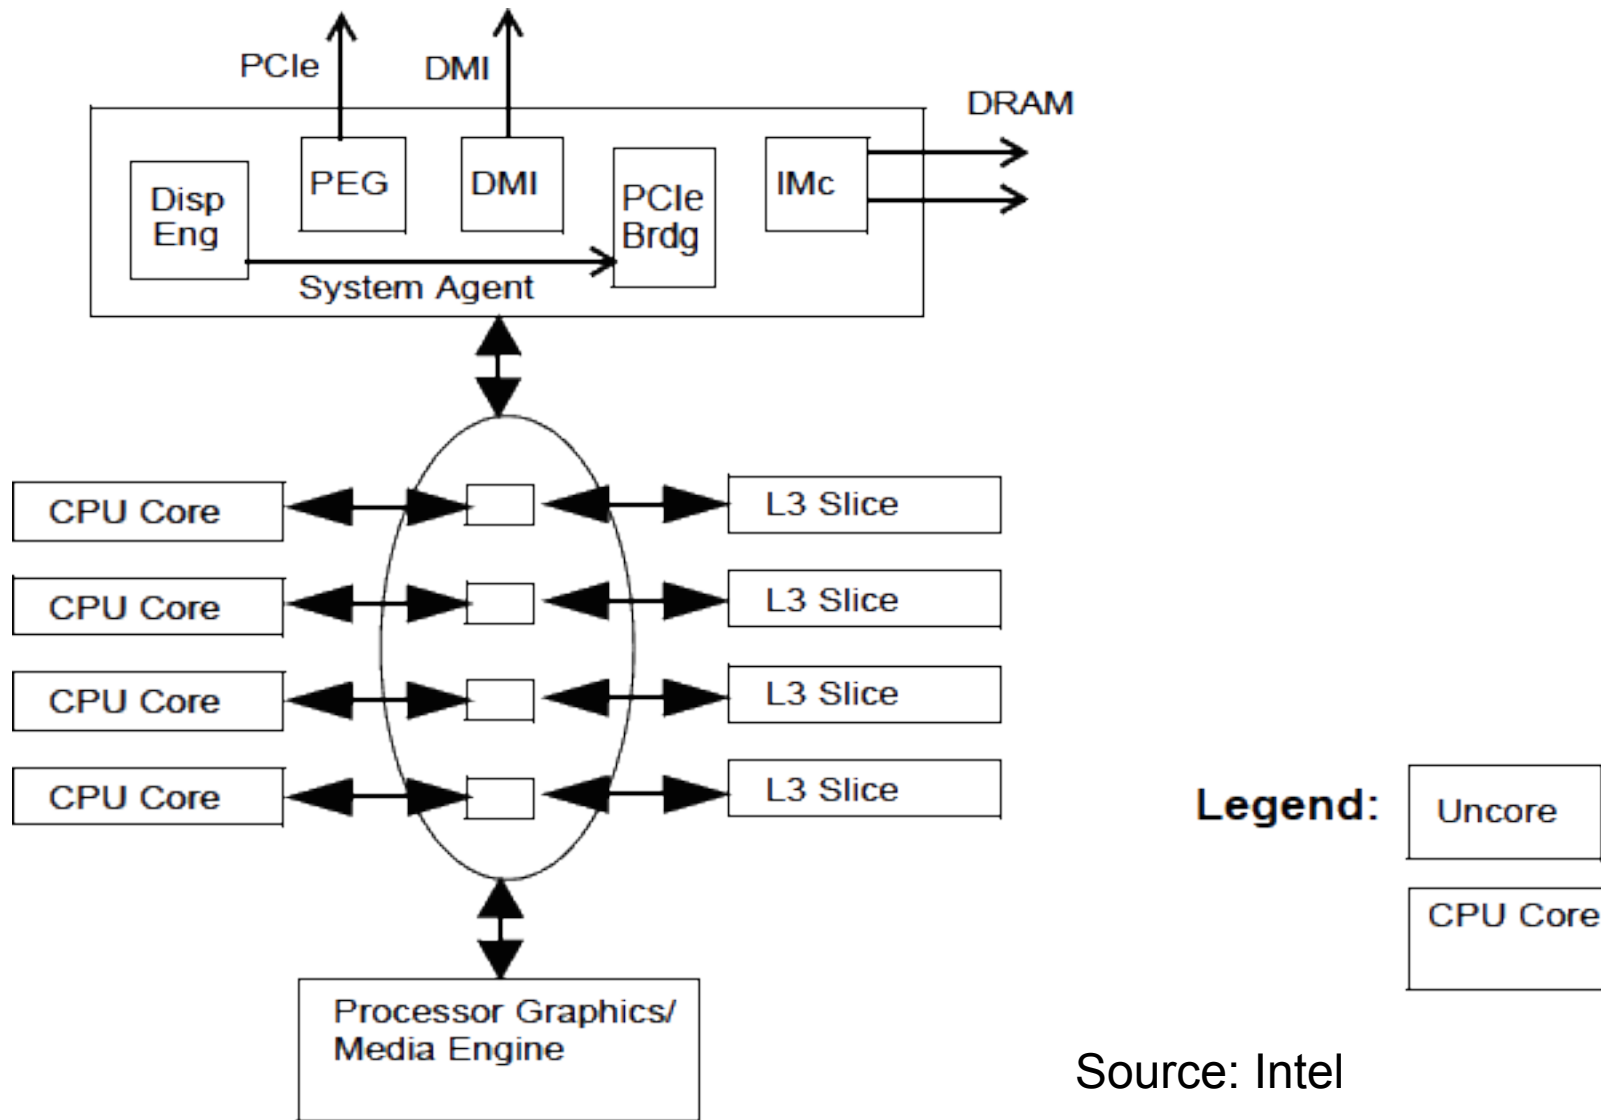 PCIe
DMI
DRAM
Disp
Eng
PEG
DMI
PCIe
Brdg
IMc
System Agent
CPU Core
L3 Slice
CPU Core
L3 Slice
CPU Core
L3 Slice
CPU Core
L3 Slice
Legend:
Uncore
CPU Core
Processor Graphics/
Media Engine
Source: Intel